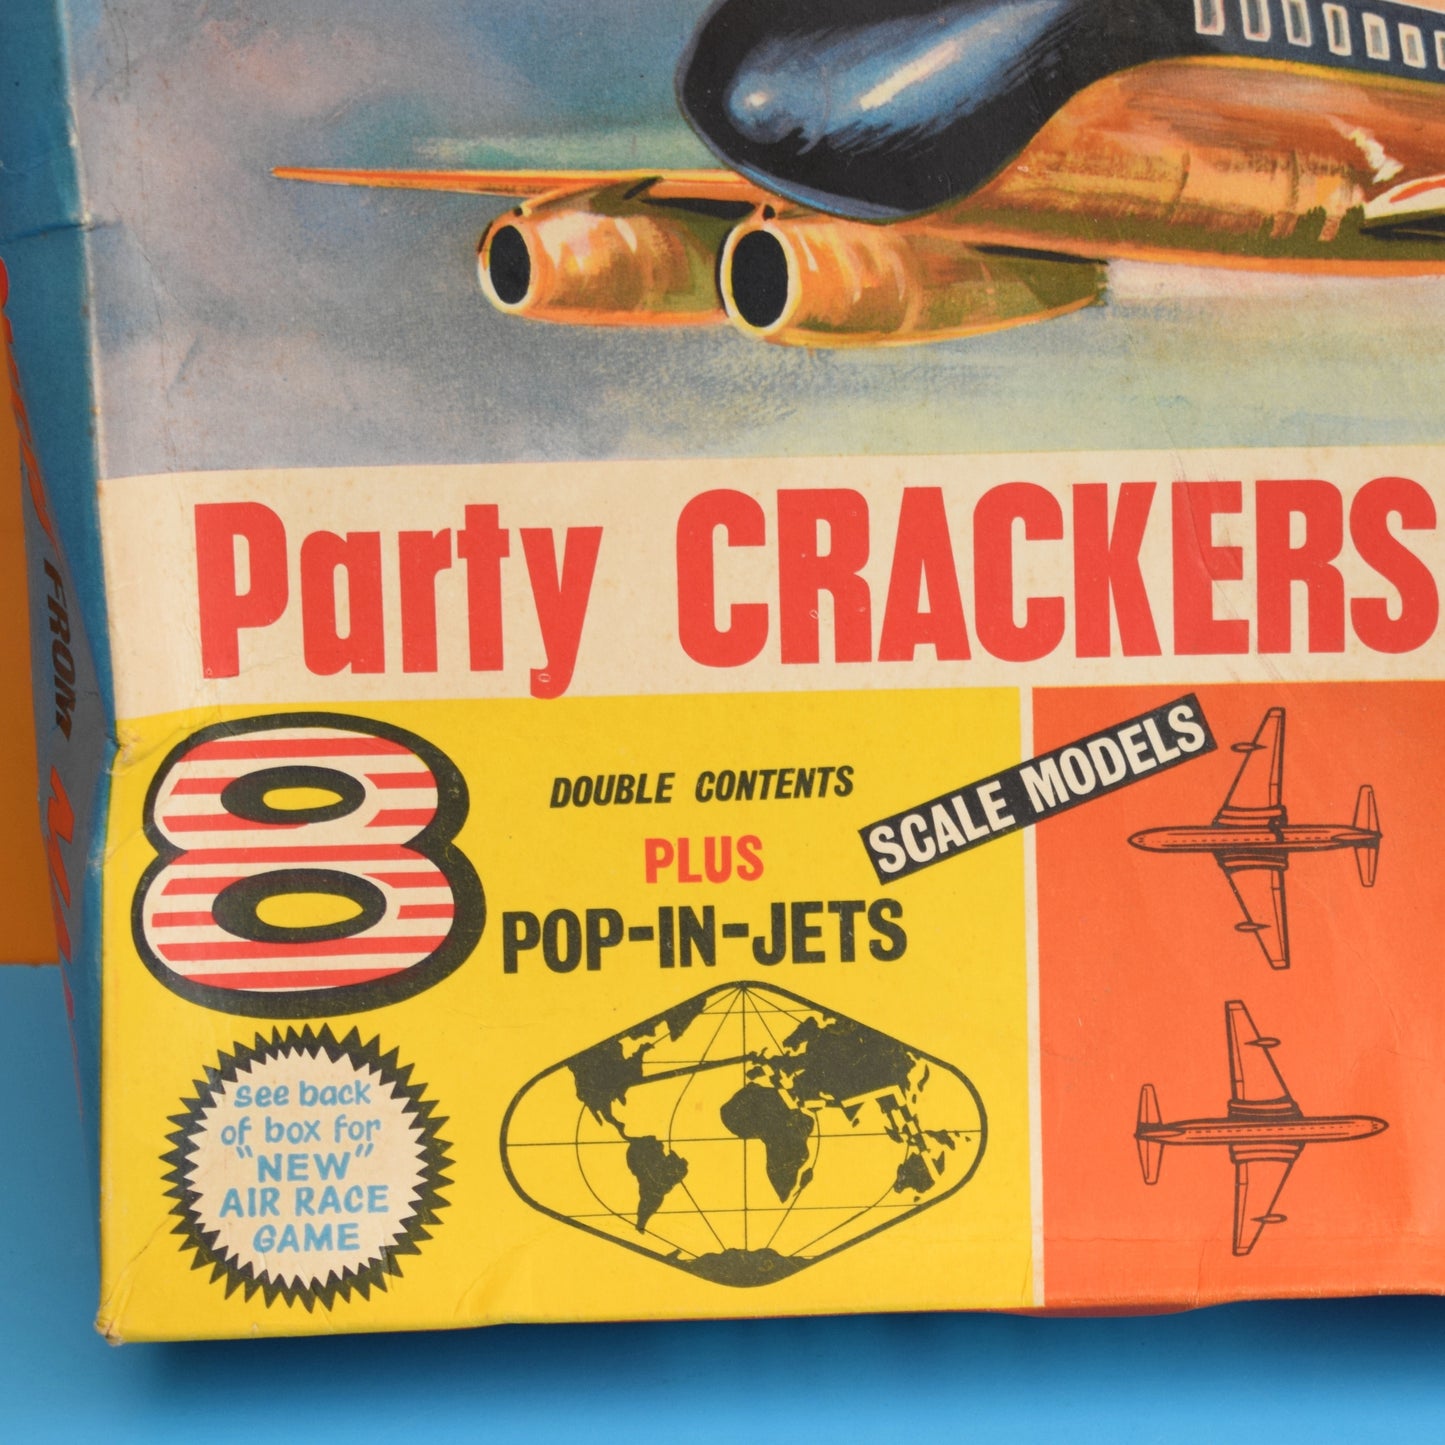 Party CRACKERS
8
DOUBLE CONTENTS
PLUS
POP-IN-JETS
SCALE MODELS
see back
of box for
"NEW"
AIR RACE
GAME
FROM